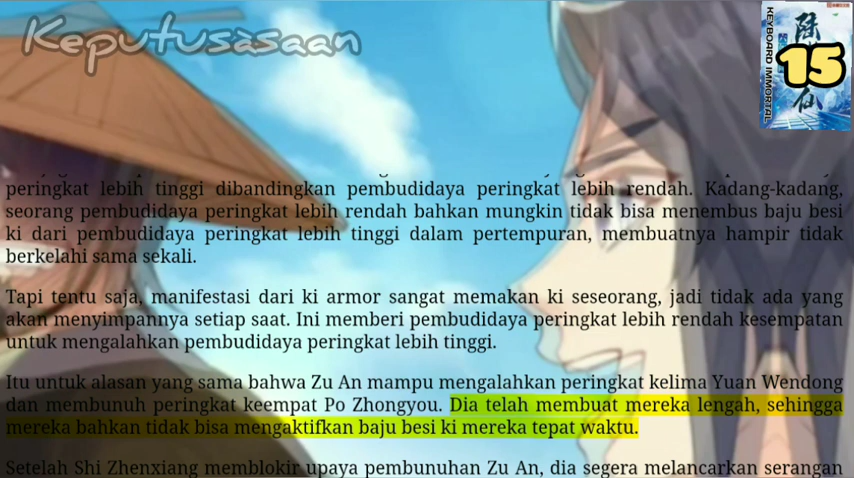 Keputusasaan
KEYBOARD IMMORTAL
15
peringkat lebih tinggi dibandingkan pembudidaya peringkat lebih rendah. Kadang-kadang,
seorang pembudidaya peringkat lebih rendah bahkan mungkin tidak bisa menembus baju besi
ki dari pembudidaya peringkat lebih tinggi dalam pertempuran, membuatnya hampir tidak
berkelahi sama sekali.
Tapi tentu saja, manifestasi dari ki armor sangat memakan ki seseorang, jadi tidak ada yang
akan menyimpannya setiap saat. Ini memberi pembudidaya peringkat lebih rendah kesempatan
untuk mengalahkan pembudidaya peringkat lebih tinggi.
Itu untuk alasan yang sama bahwa Zu An mampu mengalahkan peringkat kelima Yuan Wendong
dan membunuh peringkat keempat Po Zhongyou. Dia telah membuat mereka lengah, sehingga
mereka bahkan tidak bisa mengaktifkan baju besi ki mereka tepat waktu.
Setelah Shi Zhenxiang memblokir upaya pembunuhan Zu An, dia segera melancarkan serangan